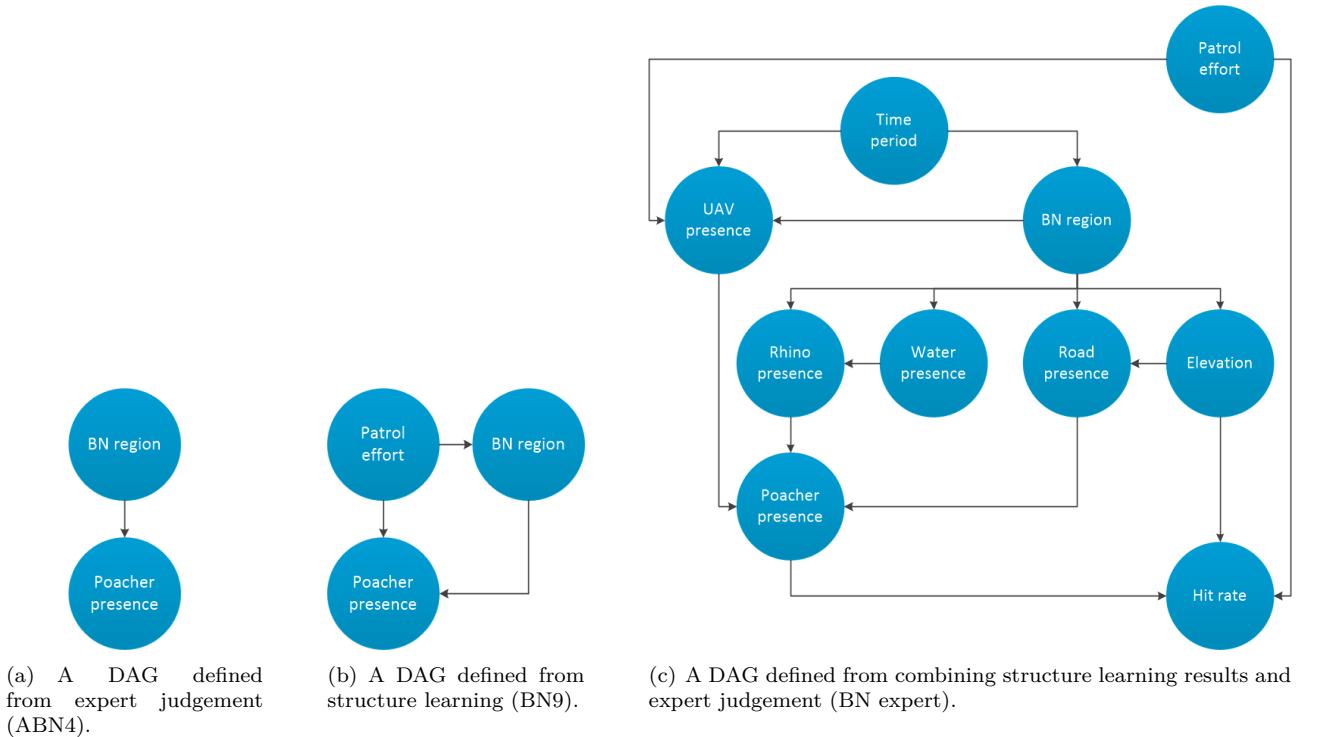 Patrol
effort
Time
period
UAV
presence
BN region
Rhino
presence
Water
presence
Road
presence
Elevation
BN region
Patrol
effort
BN region
Poacher
presence
Poacher
presence
Poacher
presence
Hit rate
(a) A DAG defined
from expert judgement
(ABN4).
(b) A DAG defined from
structure learning (BN9).
(c) A DAG defined from combining structure learning results and
expert judgement (BN expert).